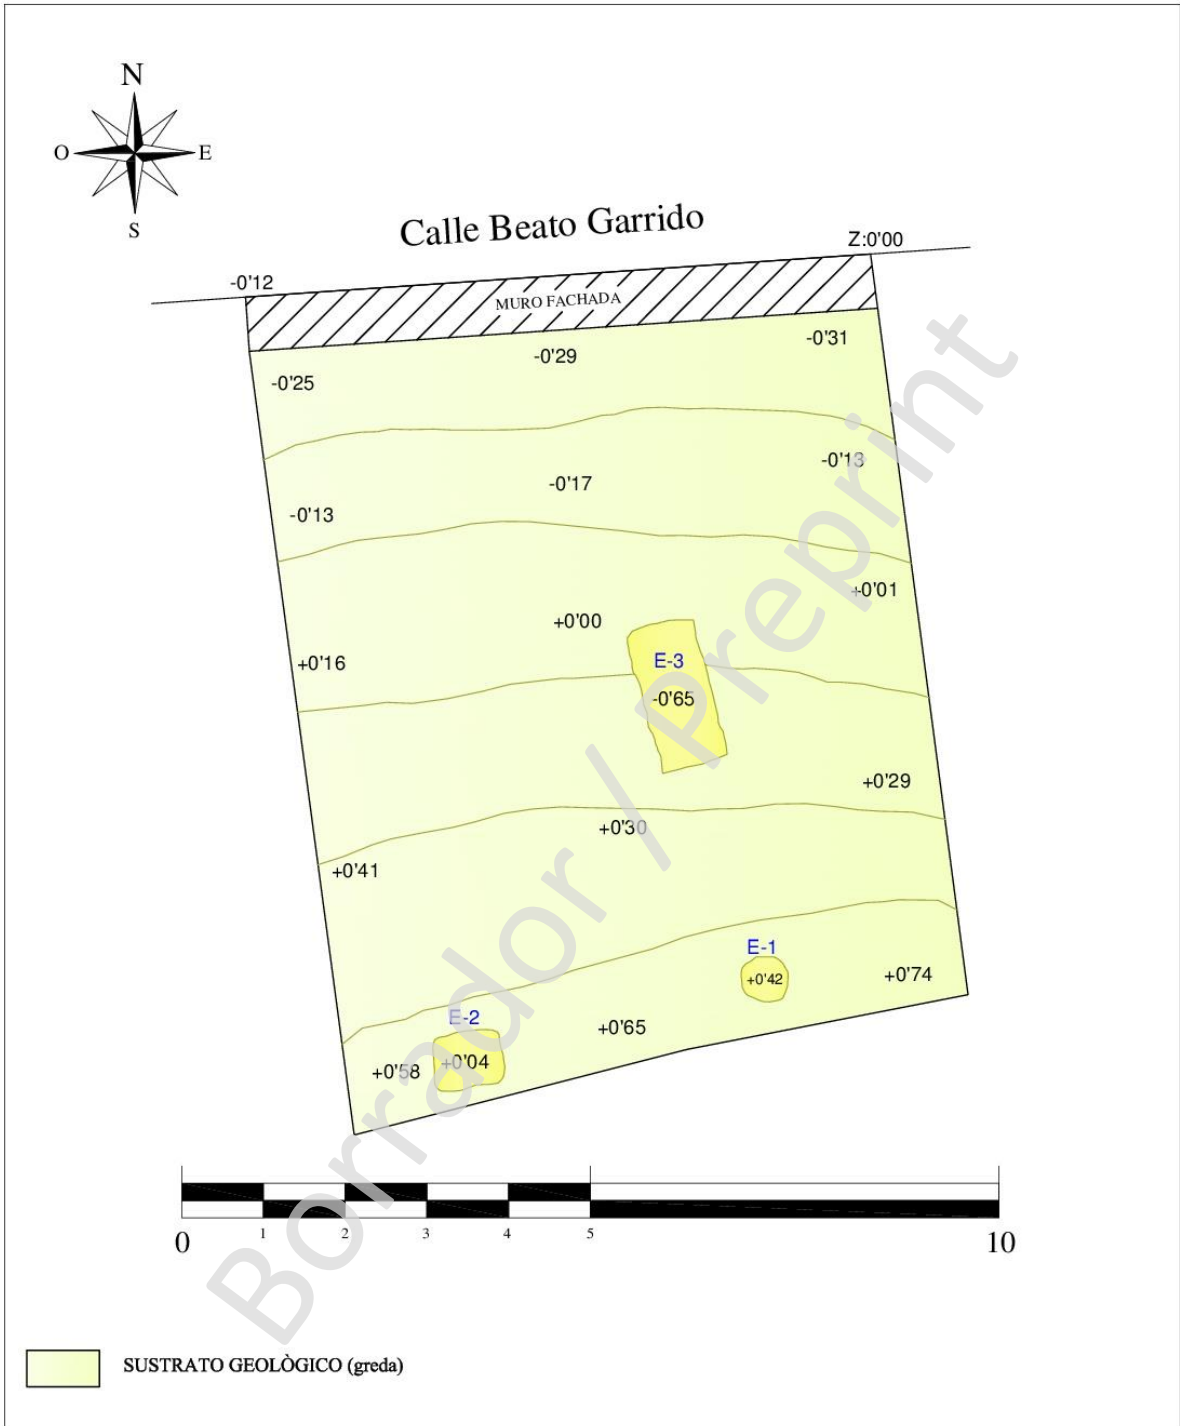 N
O
E
S
Calle Beato Garrido
Z:0'00
-0'12
MURO FACHADA
-0'31
-0'29
-0'25
-0'13
-0'17
-0'13
+0'01
+0'00
+0'16
E-3
-0'65
+0'29
+0'30
+0'41
E-1
+0'42
+0'74
E-2
+0'65
+0'04
+0'58
0 1 2 3 4 5 10
SUSTRATO GEOLÒGICO (greda)
Borrador / Preprint